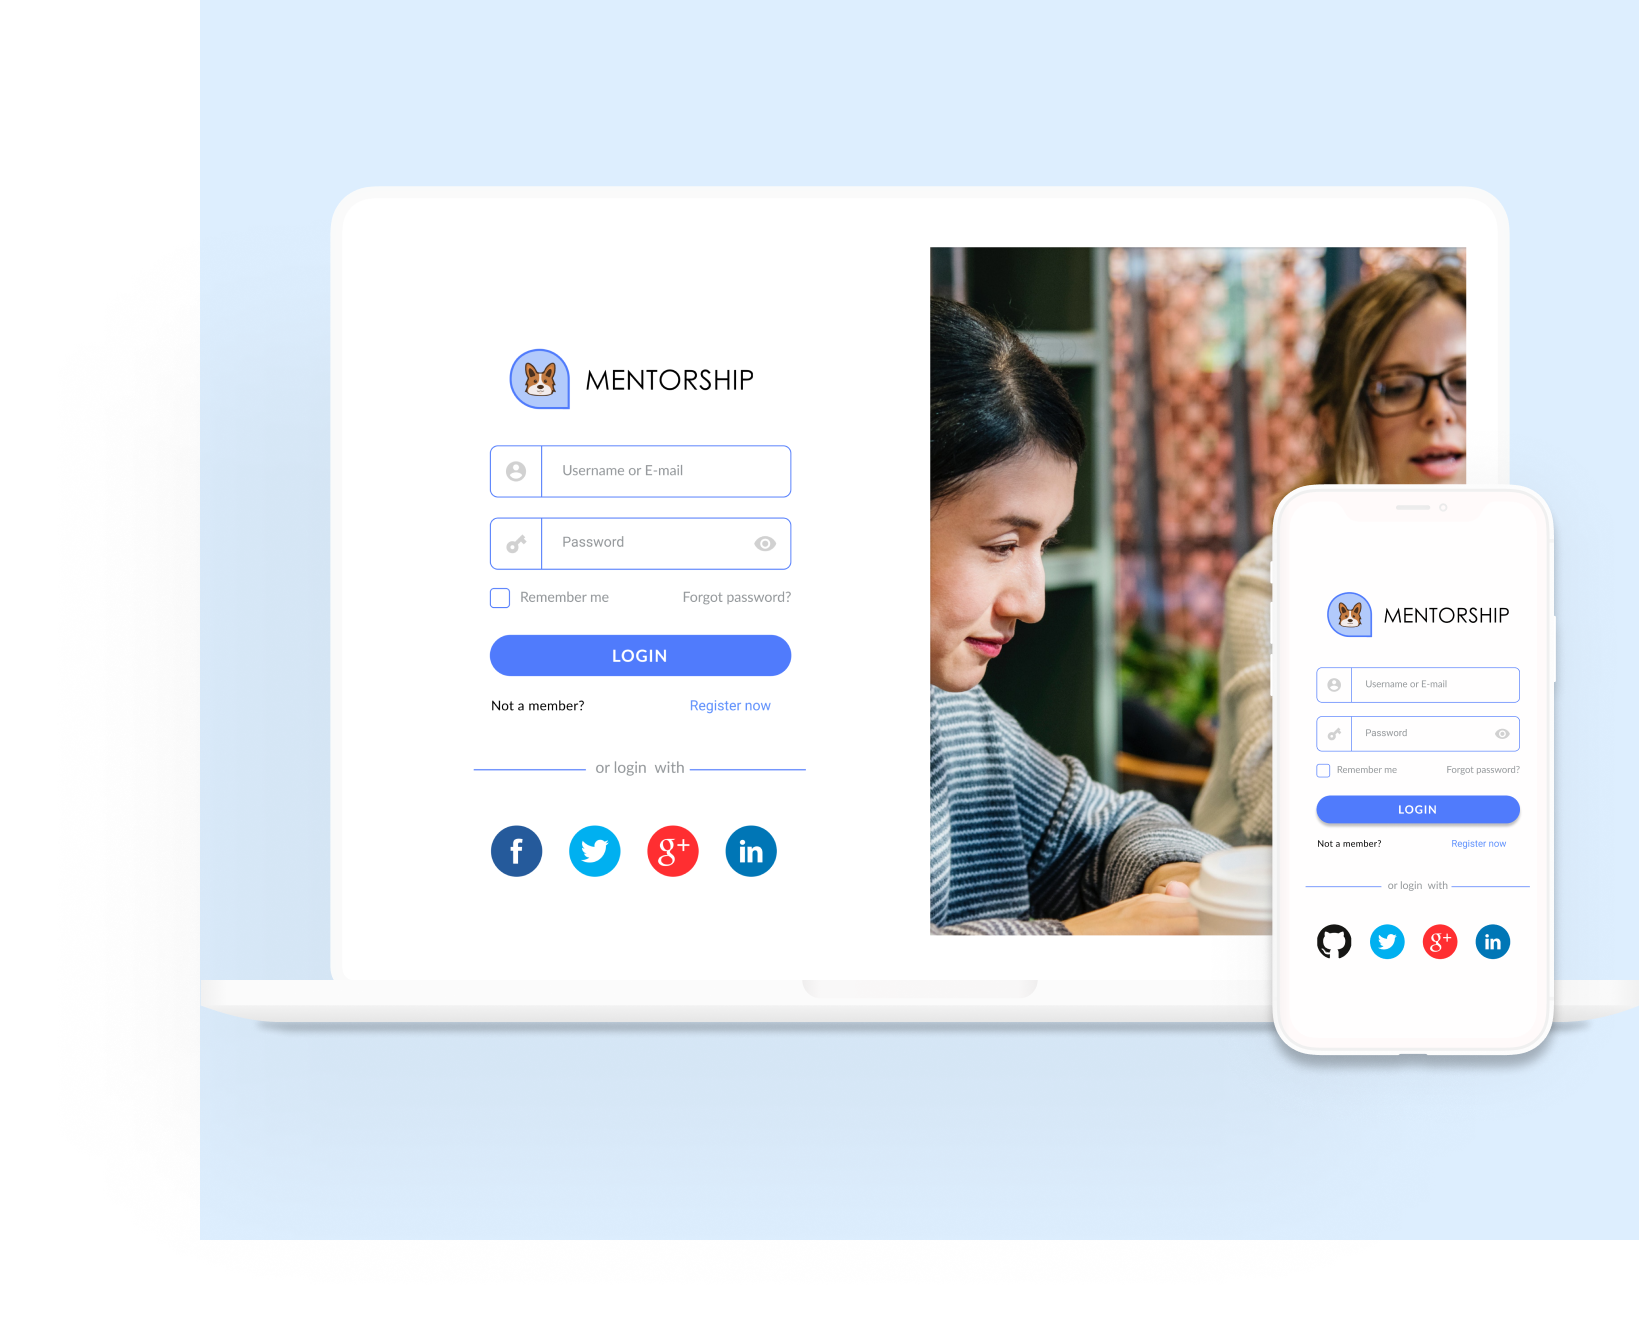 MENTORSHIP
Username or E-mail
Password
Remember me Forgot password?
LOGIN
Not a member? Register now
or login with
f g+ in
MENTORSHIP
Username or E-mail
Password
Remember me Forgot password?
LOGIN
Not a member? Register now
or login with
g+ in